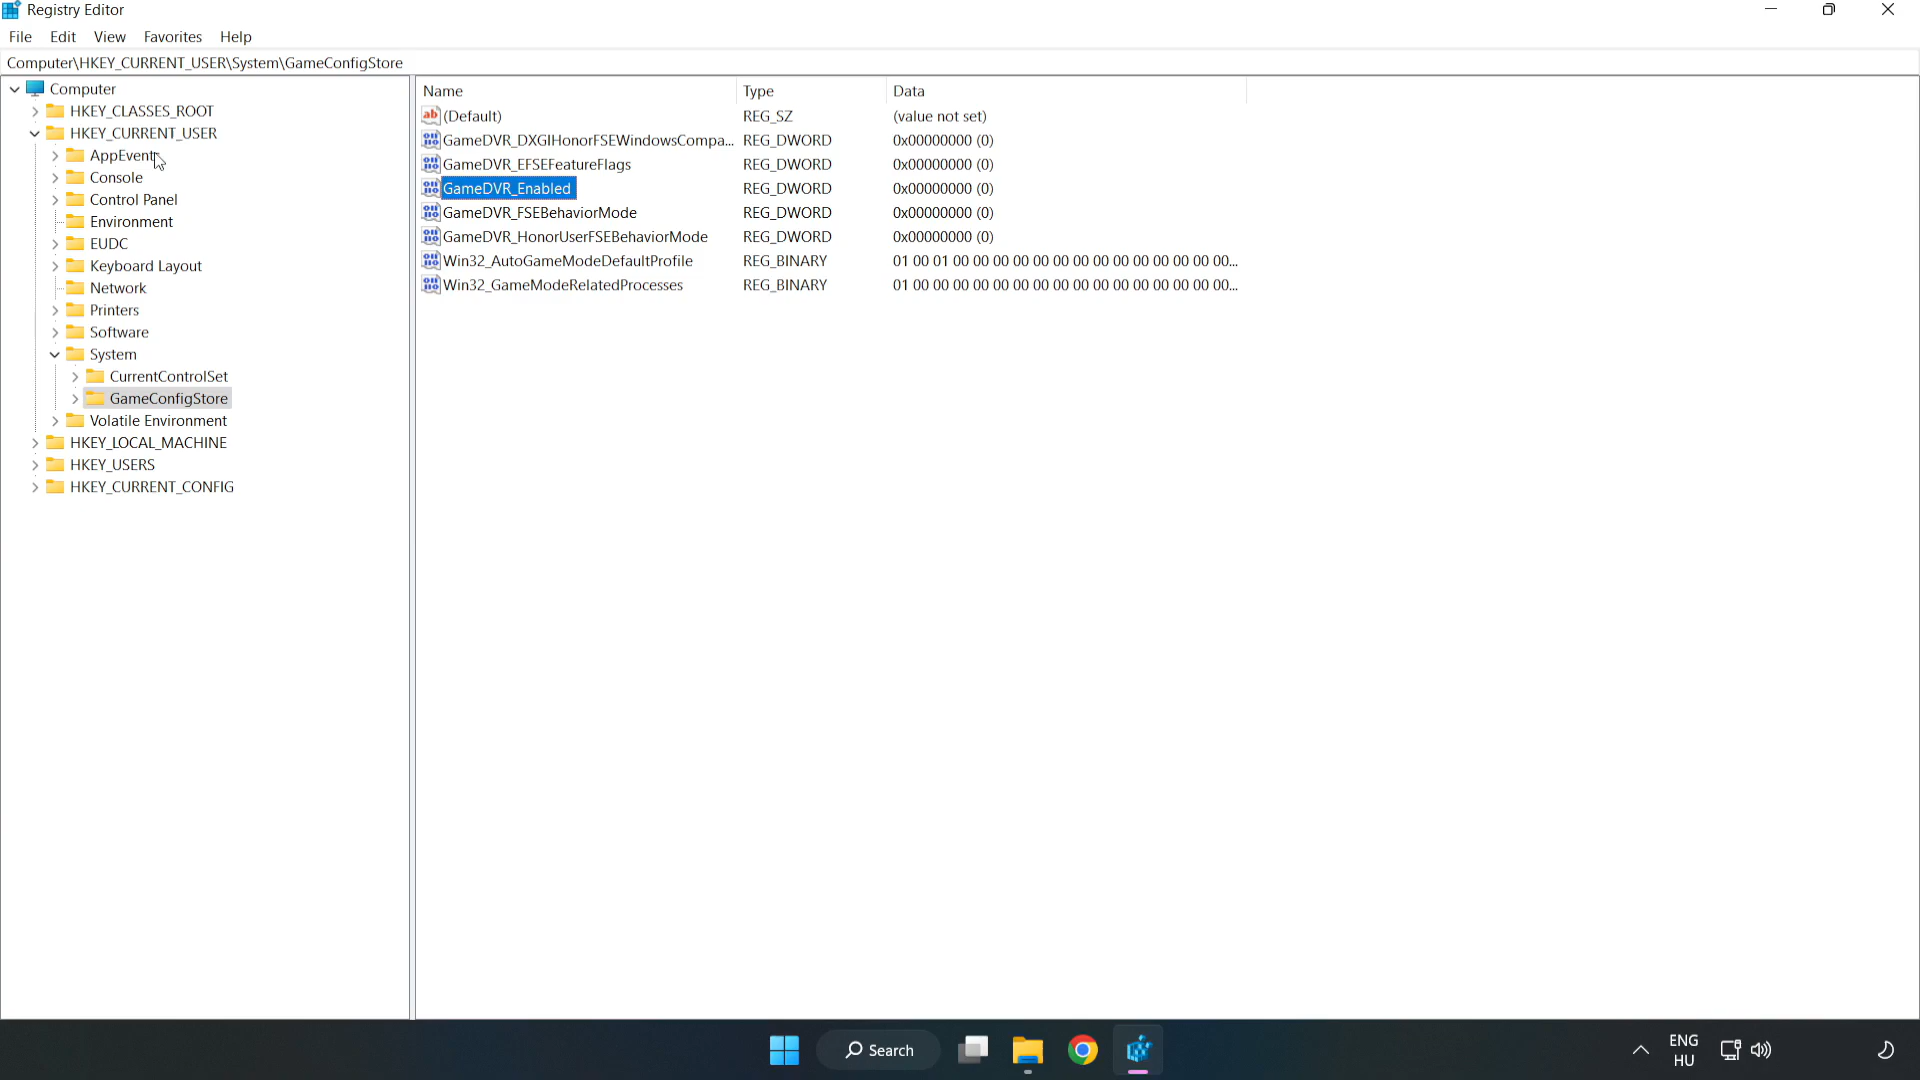 Registry Editor
File Edit View Favorites Help
Computer\HKEY_CURRENT_USER\System\GameConfigStore
Computer
HKEY_CLASSES_ROOT
HKEY_CURRENT_USER
AppEvents
Console
Control Panel
Environment
EUDC
Keyboard Layout
Network
Printers
Software
System
CurrentControlSet
GameConfigStore
Volatile Environment
HKEY_LOCAL_MACHINE
HKEY_USERS
HKEY_CURRENT_CONFIG
Name Type Data
(Default) REG_SZ (value not set)
GameDVR_DXGIHonorFSEWindowsCompa... REG_DWORD 0x00000000 (0)
GameDVR_EFSEFeatureFlags REG_DWORD 0x00000000 (0)
GameDVR_Enabled REG_DWORD 0x00000000 (0)
GameDVR_FSEBehaviorMode REG_DWORD 0x00000000 (0)
GameDVR_HonorUserFSEBehaviorMode REG_DWORD 0x00000000 (0)
Win32_AutoGameModeDefaultProfile REG_BINARY 01 00 01 00 00 00 00 00 00 00 00 00 00 00 00 00 00...
Win32_GameModeRelatedProcesses REG_BINARY 01 00 00 00 00 00 00 00 00 00 00 00 00 00 00 00 00...
Search
ENG
HU